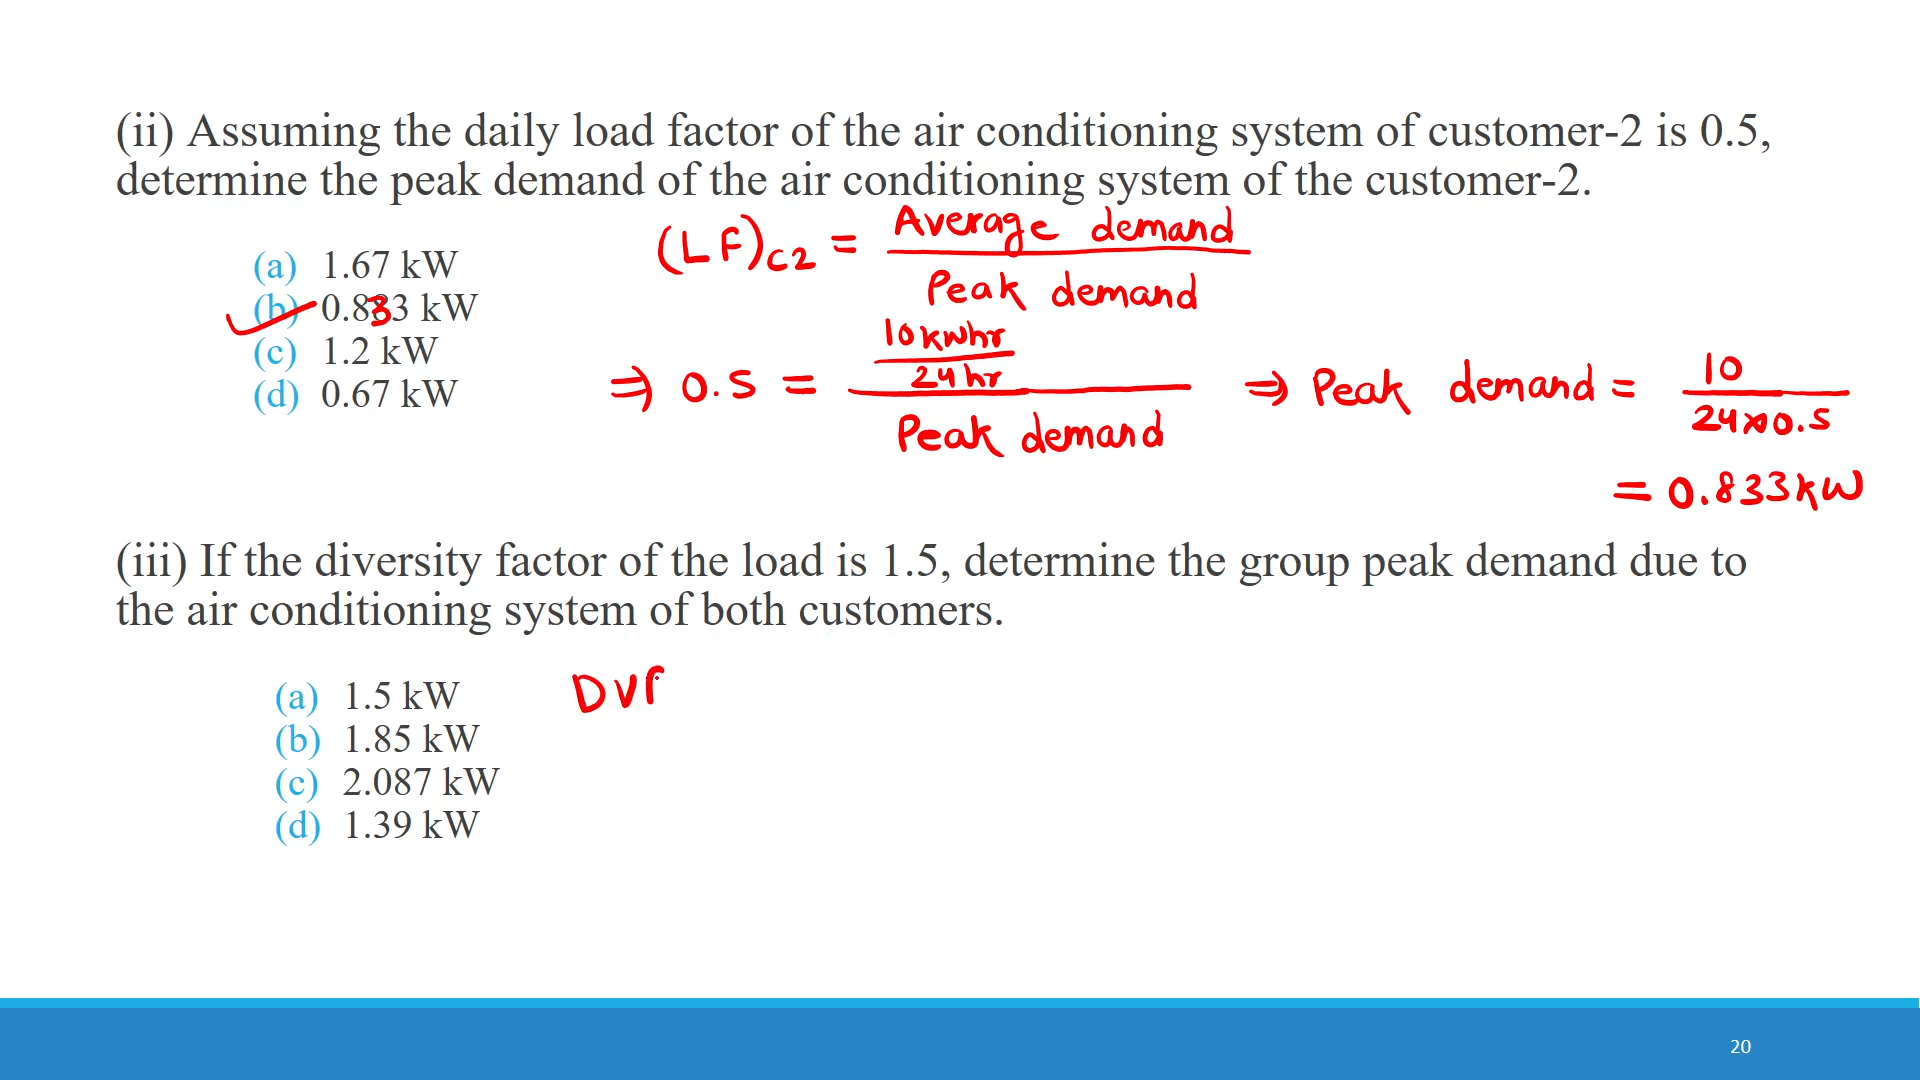 (ii) Assuming the daily load factor of the air conditioning system of customer-2 is 0.5,
determine the peak demand of the air conditioning system of the customer-2.
(LF)C2 = Average demand
Peak demand
(a) 1.67 kW
(b) 0.833 kW
(c) 1.2 kW
(d) 0.67 kW
⇒ 0.5 = 10kWhr
24hr
Peak demand
⇒ Peak demand = 10
24×0.5
= 0.833kW
(iii) If the diversity factor of the load is 1.5, determine the group peak demand due to
the air conditioning system of both customers.
(a) 1.5 kW
(b) 1.85 kW
(c) 2.087 kW
(d) 1.39 kW
20